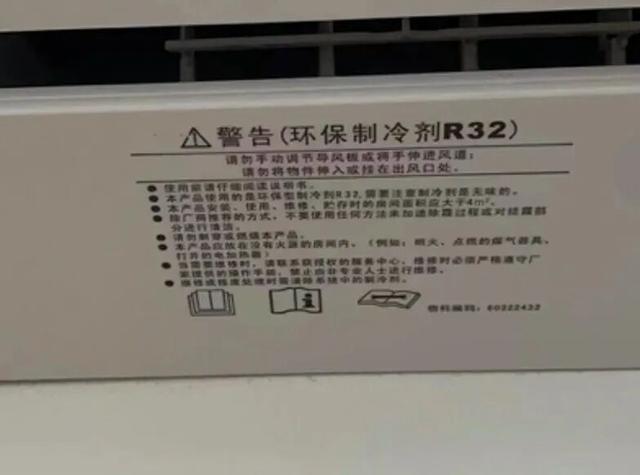 警告(环保制冷剂R32)
请勿手动调节导风板或将手伸进风道;
请勿将物件伸入或挂在出风口处。
● 使用前请仔细阅读说明书。
● 本产品使用的是环保型制冷剂R32,需要注意制冷剂是无味的。
● 本产品安装、使用、维修、贮存时的房间面积应大于4m²。
● 除厂商推荐的方式,不要使用任何方法来加速除霜过程或对结霜部
分进行清洁。
● 请勿刺穿或燃烧本产品。
● 本产品应放在没有火源的房间内。(例如:明火、点燃的煤气器具、
打开的电加热器)
● 当需要维修时,请联系获授权的服务中心。维修时必须严格遵守厂
家提供的操作手册,禁止由非专业人士进行维修。
● 维修或报废处理时需清除系统中的制冷剂。
物料编码:60222432